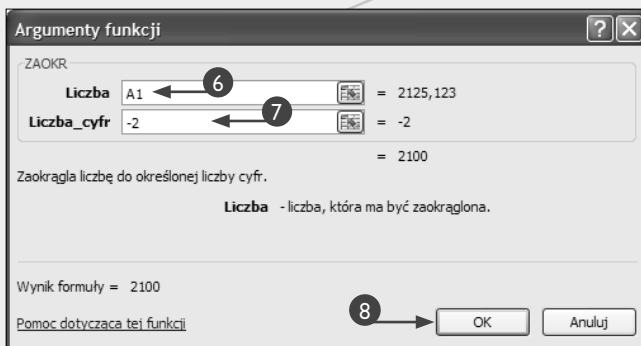 Argumenty funkcji
ZAOKR
Liczba A1 6 = 2125,123
Liczba_cyfr -2 7 = -2
= 2100
Zaokrągla liczbę do określonej liczby cyfr.
Liczba - liczba, która ma być zaokrąglona.
Wynik formuły = 2100
Pomoc dotycząca tej funkcji 8 OK Anuluj